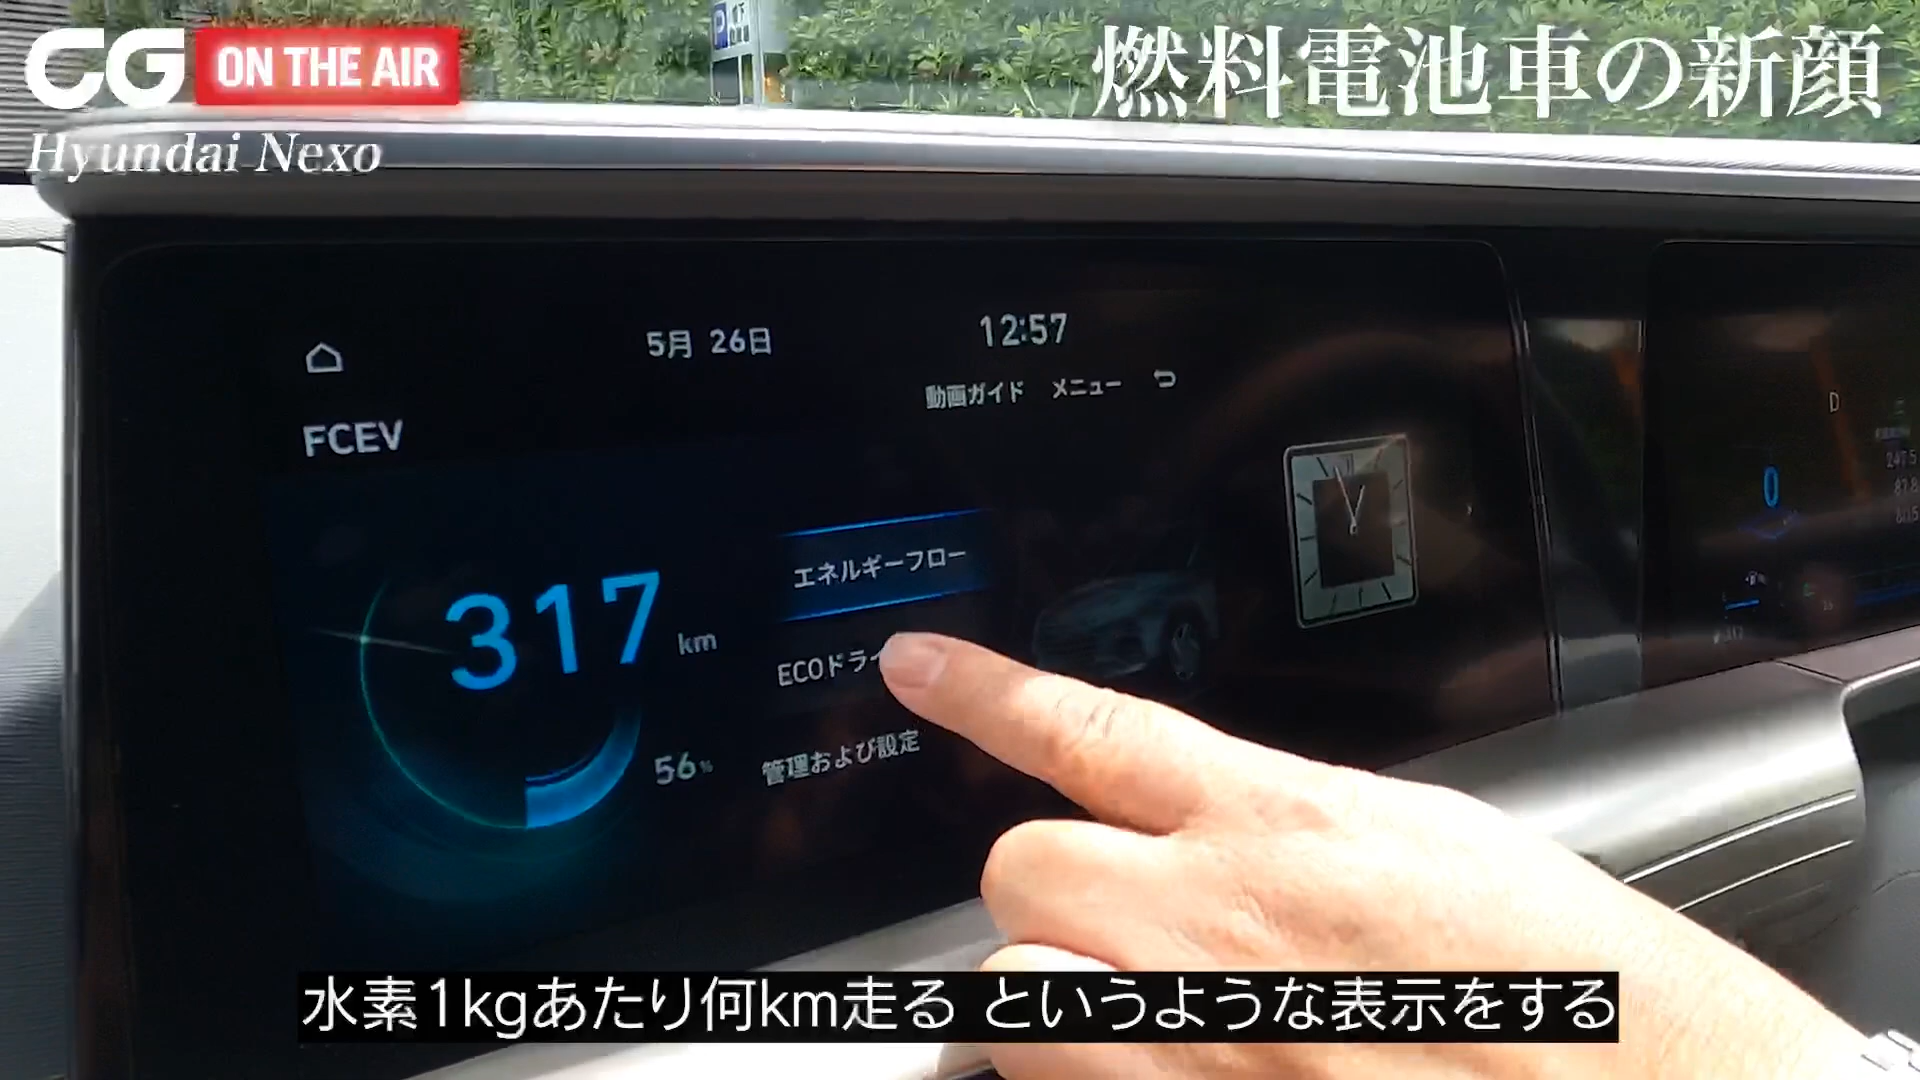 CG ON THE AIR
燃料電池車の新顔
Hyundai Nexo
5月 26日
12:57
動画ガイド メニュー
FCEV
エネルギーフロー
317 km
ECOドライ
56%
管理および設定
D
0
水素1kgあたり何km走る というような表示をする